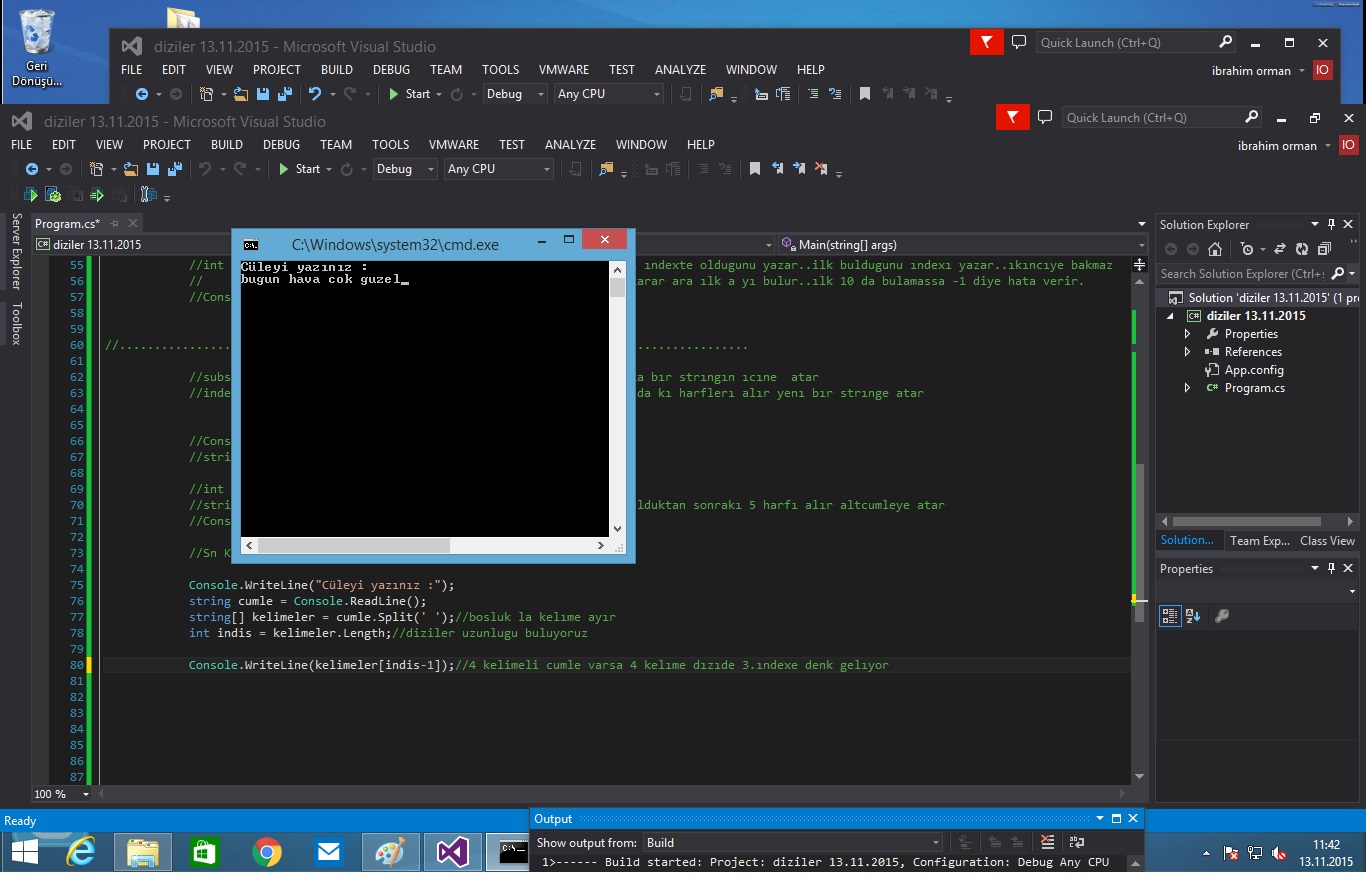 Geri
Dönüşü...
diziler 13.11.2015 - Microsoft Visual Studio
Quick Launch (Ctrl+Q)
FILE EDIT VIEW PROJECT BUILD DEBUG TEAM TOOLS VMWARE TEST ANALYZE WINDOW HELP
ibrahim orman IO
Start Debug Any CPU
diziler 13.11.2015 - Microsoft Visual Studio
Quick Launch (Ctrl+Q)
FILE EDIT VIEW PROJECT BUILD DEBUG TEAM TOOLS VMWARE TEST ANALYZE WINDOW HELP
ibrahim orman IO
Start Debug Any CPU
Server Explorer
Toolbox
Program.cs*
C# diziler 13.11.2015
Main(string[] args)
C:\Windows\system32\cmd.exe
Cüleyi yazınız :
bugun hava cok guzel_
55 //int ındexte oldugunu yazar..ilk buldugunu ındexı yazar..ıkıncıye bakmaz
56 // arar ara ılk a yı bulur..ılk 10 da bulamassa -1 diye hata verir.
57 //Cons
58
59
60 //.................. ................
61
62 //subs a bır strıngın ıcıne atar
63 //inde da kı harflerı alır yenı bır strınge atar
64
65
66 //Cons
67 //stri
68
69 //int
70 //stri lduktan sonrakı 5 harfı alır altcumleye atar
71 //Cons
72
73 //Sn K
74
75 Console.WriteLine("Cüleyi yazınız :");
76 string cumle = Console.ReadLine();
77 string[] kelimeler = cumle.Split(' ');//bosluk la kelıme ayır
78 int indis = kelimeler.Length;//diziler uzunlugu buluyoruz
79
80 Console.WriteLine(kelimeler[indis-1]);//4 kelimeli cumle varsa 4 kelıme dızıde 3.ındexe denk gelıyor
81
82
83
84
85
86
87
100 %
Solution Explorer
Search Solution Explorer (Ctrl+ş
Solution 'diziler 13.11.2015' (1 pr
C# diziler 13.11.2015
Properties
References
App.config
C# Program.cs
Solution... Team Exp... Class View
Properties
Ready
Output
Show output from: Build
1>------ Build started: Project: diziler 13.11.2015, Configuration: Debug Any CPU
11:42
13.11.2015